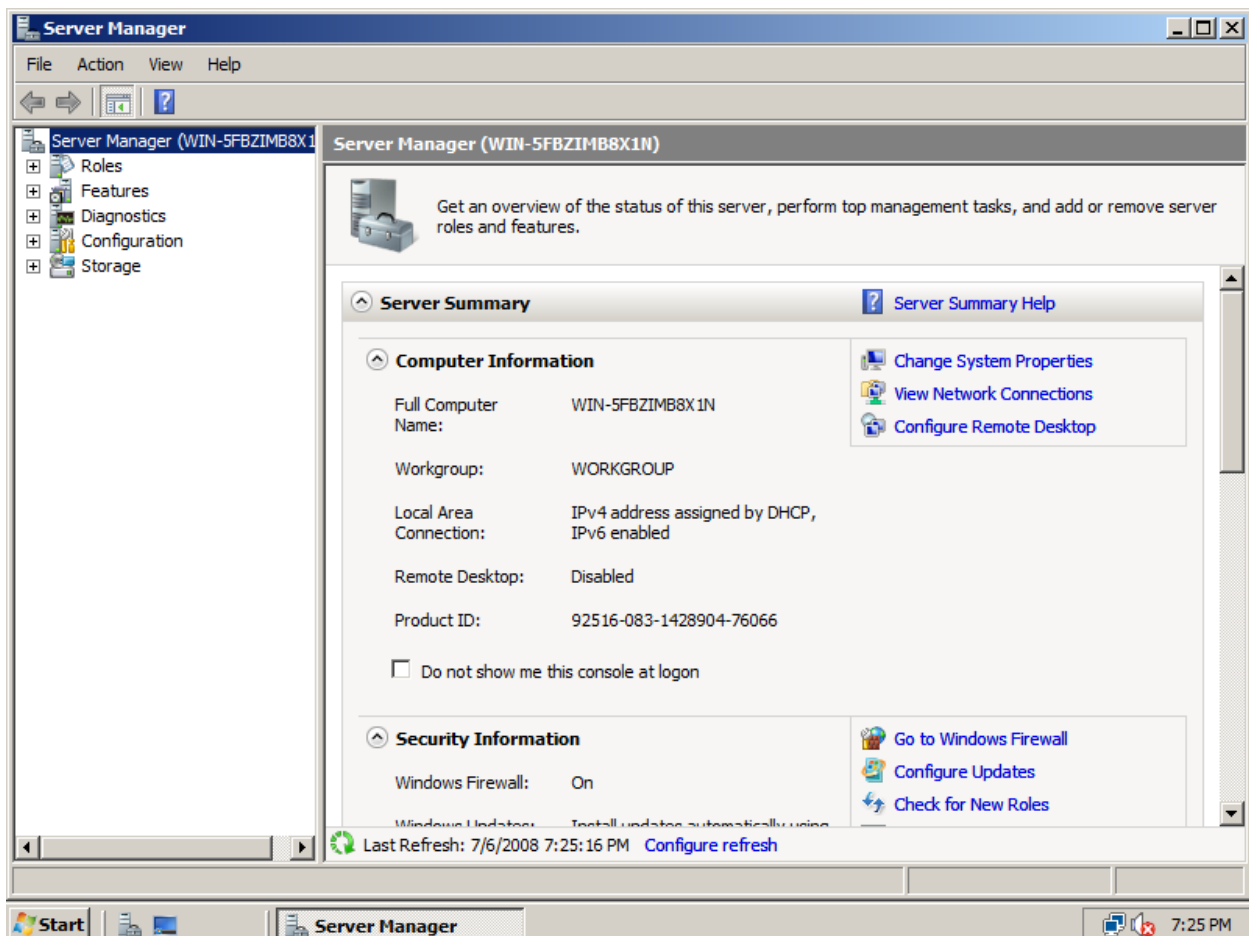 Server Manager
File Action View Help
Server Manager (WIN-5FBZIMB8X1
Roles
Features
Diagnostics
Configuration
Storage
Server Manager (WIN-5FBZIMB8X1N)
Get an overview of the status of this server, perform top management tasks, and add or remove server
roles and features.
Server Summary
Server Summary Help
Computer Information
Change System Properties
View Network Connections
Configure Remote Desktop
Full Computer
Name:
WIN-5FBZIMB8X1N
Workgroup:
WORKGROUP
Local Area
Connection:
IPv4 address assigned by DHCP,
IPv6 enabled
Remote Desktop:
Disabled
Product ID:
92516-083-1428904-76066
Do not show me this console at logon
Security Information
Go to Windows Firewall
Configure Updates
Check for New Roles
Windows Firewall:
On
Windows Updates:
Install updates automatically using
Last Refresh: 7/6/2008 7:25:16 PM Configure refresh
Start
Server Manager
7:25 PM